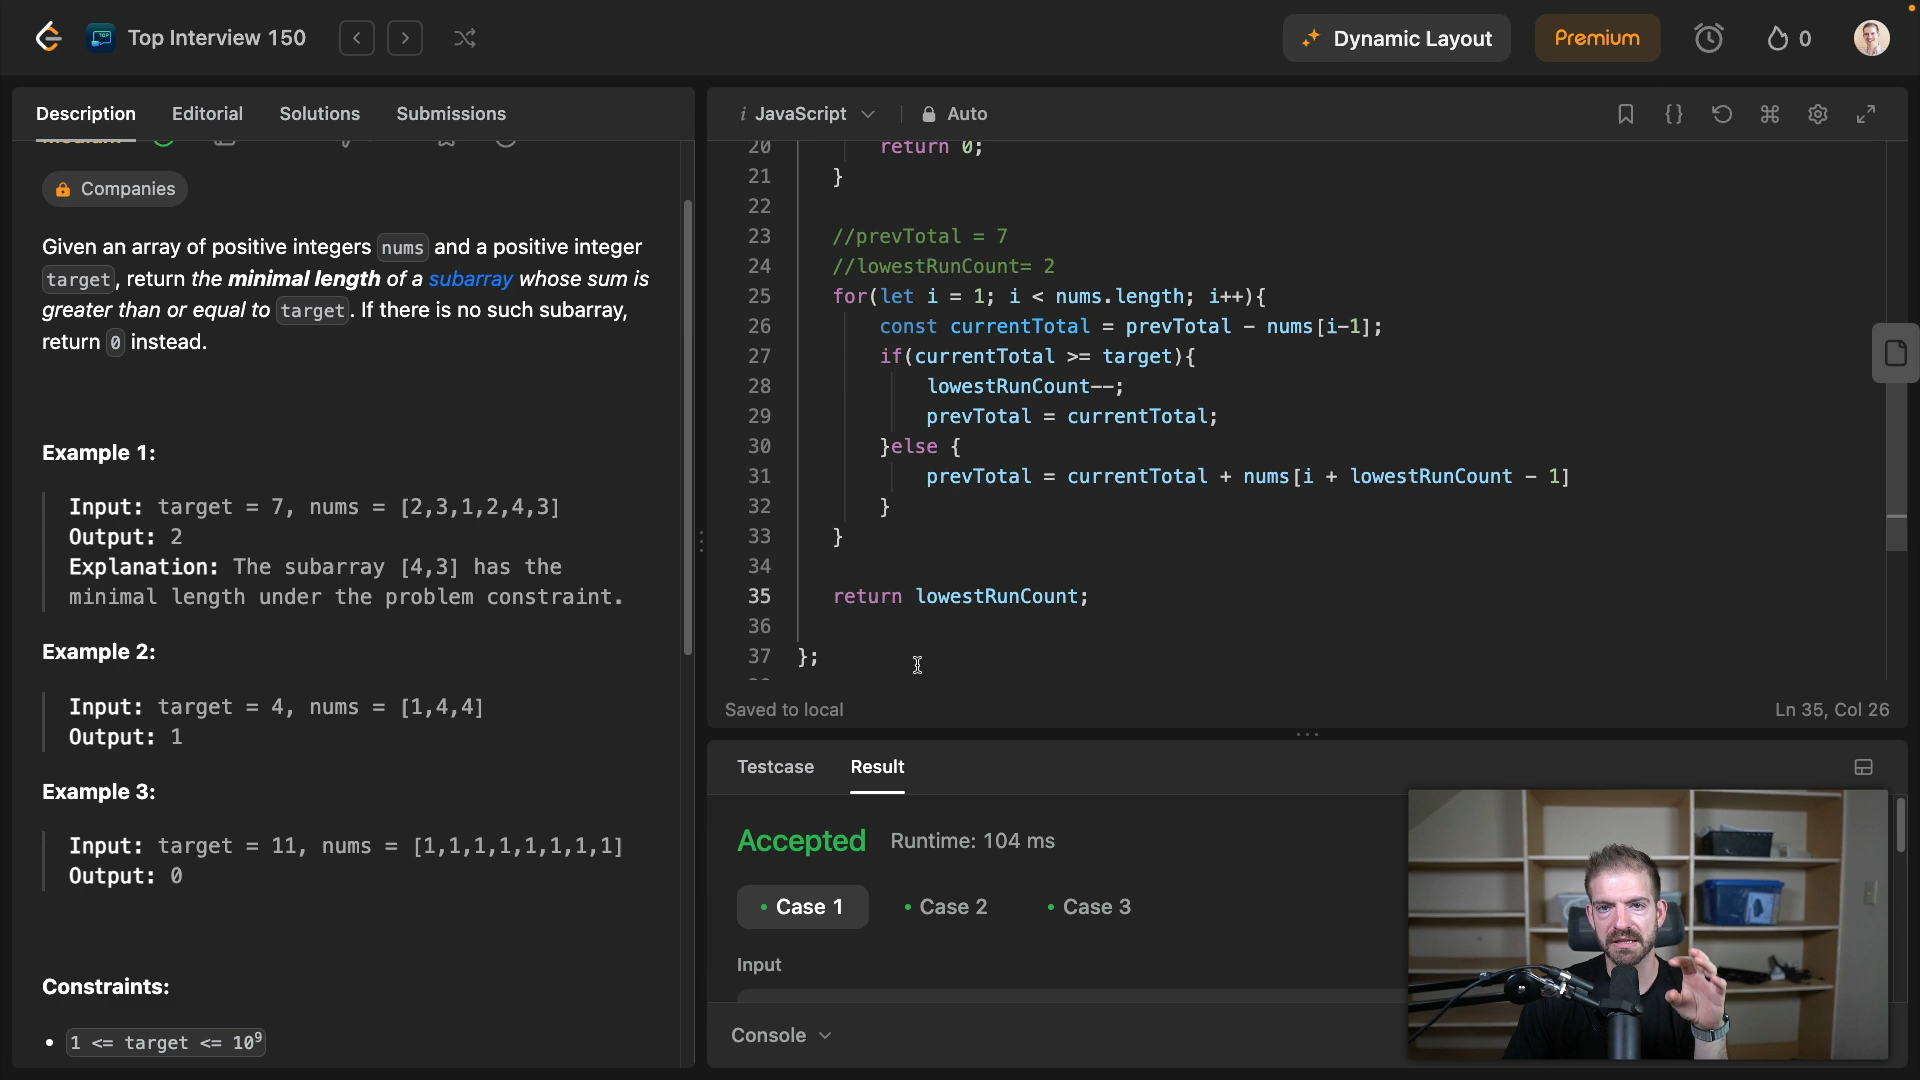 Top Interview 150
Dynamic Layout
Premium
0
Description
Editorial
Solutions
Submissions
Companies
Given an array of positive integers nums and a positive integer
target, return the minimal length of a subarray whose sum is
greater than or equal to target. If there is no such subarray,
return 0 instead.
Example 1:
Input: target = 7, nums = [2,3,1,2,4,3]
Output: 2
Explanation: The subarray [4,3] has the
minimal length under the problem constraint.
Example 2:
Input: target = 4, nums = [1,4,4]
Output: 1
Example 3:
Input: target = 11, nums = [1,1,1,1,1,1,1,1]
Output: 0
Constraints:
• 1 <= target <= 10⁹
i JavaScript
Auto
20 return 0;
21 }
22
23 //prevTotal = 7
24 //lowestRunCount= 2
25 for(let i = 1; i < nums.length; i++){
26 const currentTotal = prevTotal - nums[i-1];
27 if(currentTotal >= target){
28 lowestRunCount--;
29 prevTotal = currentTotal;
30 }else {
31 prevTotal = currentTotal + nums[i + lowestRunCount - 1]
32 }
33 }
34
35 return lowestRunCount;
36
37 };
Saved to local
Ln 35, Col 26
Testcase
Result
Accepted
Runtime: 104 ms
• Case 1
• Case 2
• Case 3
Input
Console